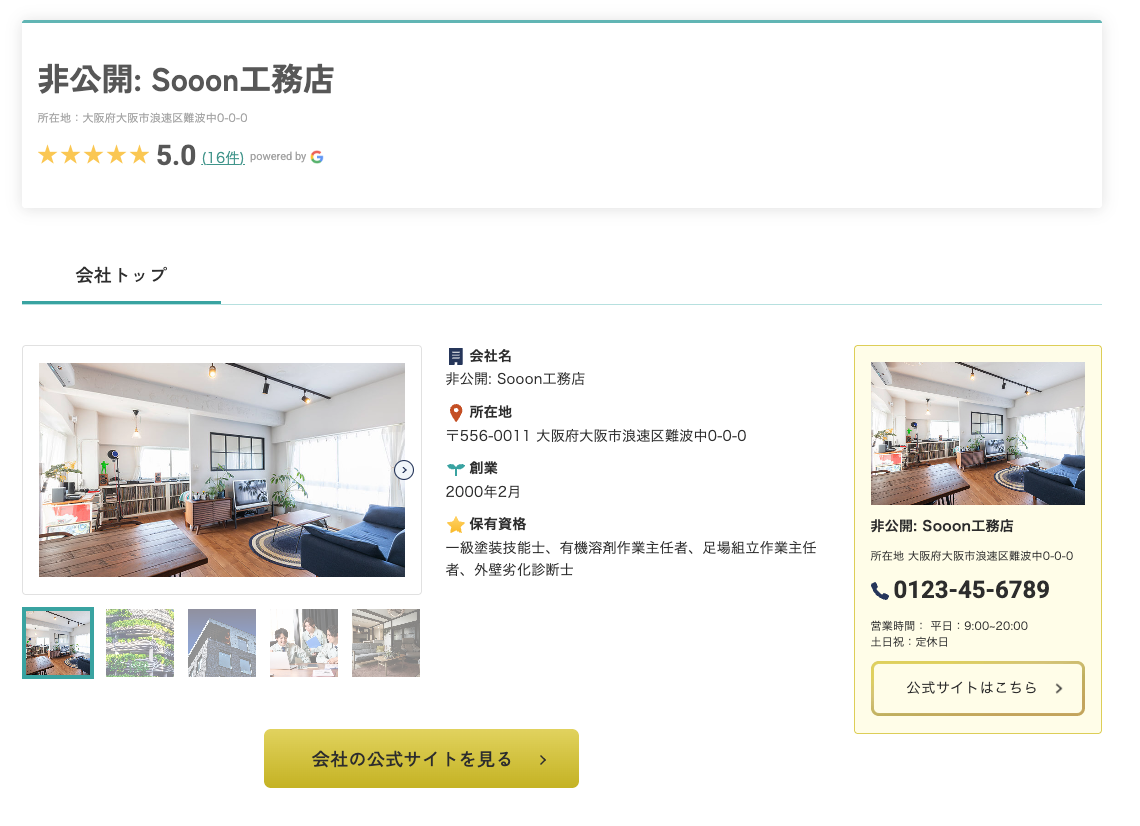 非公開: Sooon工務店
所在地：大阪府大阪市浪速区難波中0-0-0
★★★★★ 5.0 (16件) powered by G
会社トップ
会社名
非公開: Sooon工務店
所在地
〒556-0011 大阪府大阪市浪速区難波中0-0-0
創業
2000年2月
保有資格
一級塗装技能士、有機溶剤作業主任者、足場組立作業主任
者、外壁劣化診断士
会社の公式サイトを見る
非公開: Sooon工務店
所在地 大阪府大阪市浪速区難波中0-0-0
0123-45-6789
営業時間： 平日：9:00~20:00
土日祝：定休日
公式サイトはこちら